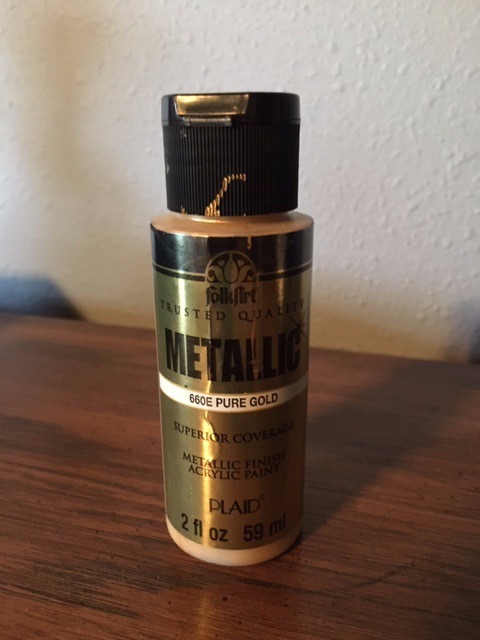 folkArt
TRUSTED QUALITY
METALLIC
660E PURE GOLD
SUPERIOR COVERAGE
METALLIC FINISH
ACRYLIC PAINT
PLAID®
2 fl oz 59 ml